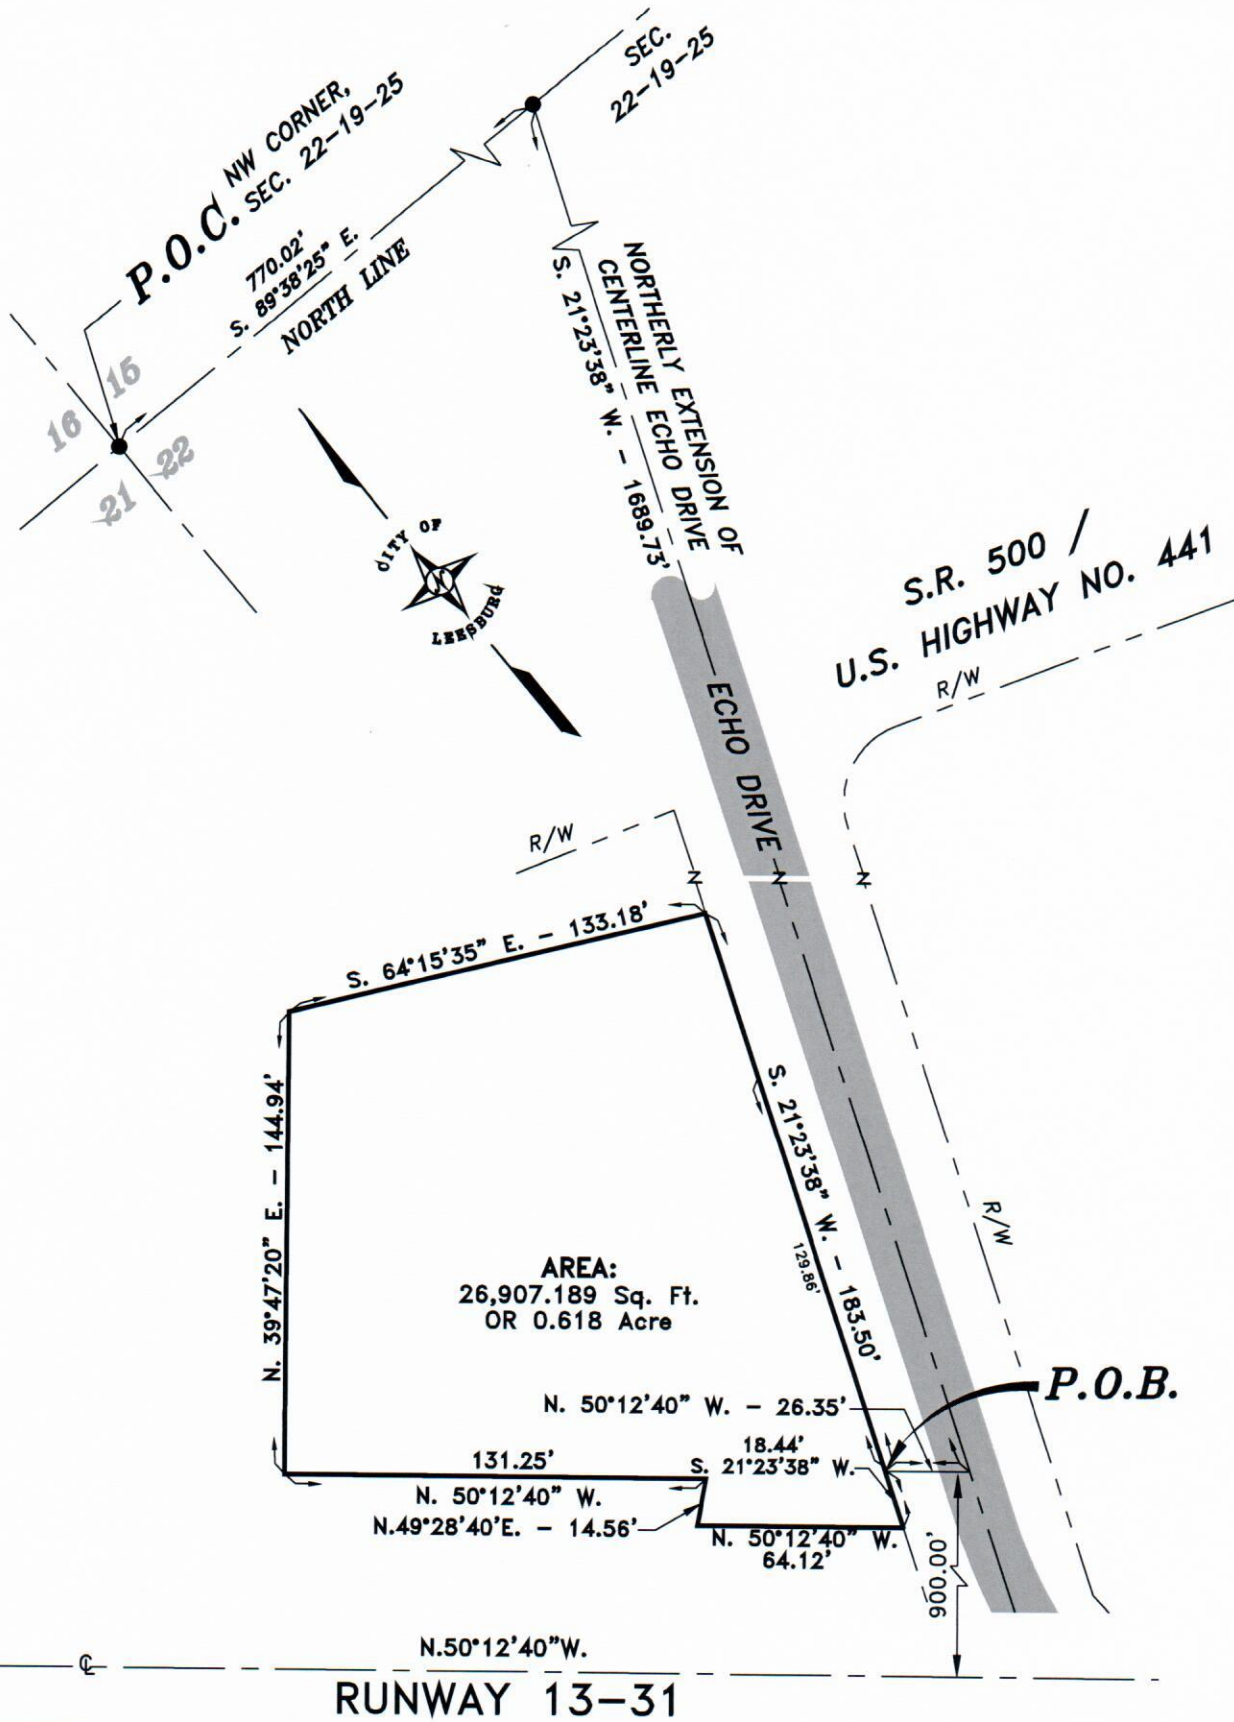 SEC.
22-19-25
NW CORNER,
P.O.C. SEC. 22-19-25
770.02'
S. 89°38'25" E.
NORTH LINE
16
15
21
22
NORTHERLY EXTENSION OF
CENTERLINE ECHO DRIVE
S. 21°23'38" W. - 1689.73'
CITY OF
N
LEESBURG
S.R. 500 /
U.S. HIGHWAY NO. 441
R/W
ECHO DRIVE
R/W
S. 64°15'35" E. - 133.18'
N. 39°47'20" E. - 144.94'
S. 21°23'38" W. - 183.50'
129.86'
R/W
AREA:
26,907.189 Sq. Ft.
OR 0.618 Acre
P.O.B.
N. 50°12'40" W. - 26.35'
18.44'
S. 21°23'38" W.
131.25'
N. 50°12'40" W.
N.49°28'40"E. - 14.56'
N. 50°12'40" W.
64.12'
900.00'
N.50°12'40"W.
℄
RUNWAY 13-31